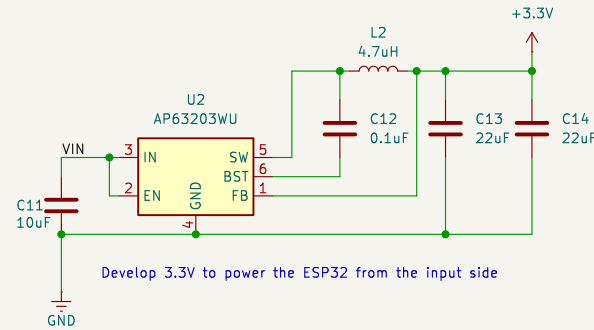 +3.3V
L2
4.7uH
U2
AP63203WU
C12
0.1uF
C13
22uF
C14
22uF
VIN
3 IN
SW 5
BST 6
2 EN
FB 1
GND
4
C11
10uF
Develop 3.3V to power the ESP32 from the input side
GND